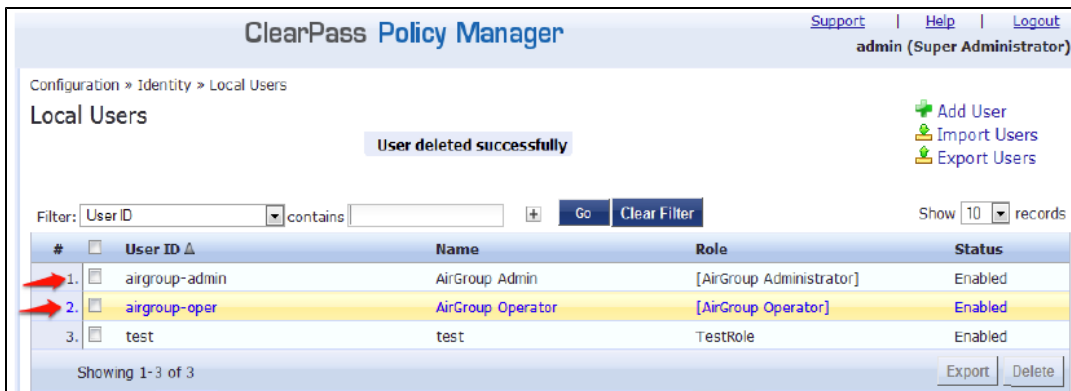 ClearPass Policy Manager
Support | Help | Logout
admin (Super Administrator)
Configuration » Identity » Local Users
Local Users
User deleted successfully
Add User
Import Users
Export Users
Filter: User ID contains + Go Clear Filter Show 10 records
# User ID Name Role Status
1. airgroup-admin AirGroup Admin [AirGroup Administrator] Enabled
2. airgroup-oper AirGroup Operator [AirGroup Operator] Enabled
3. test test TestRole Enabled
Showing 1-3 of 3 Export Delete